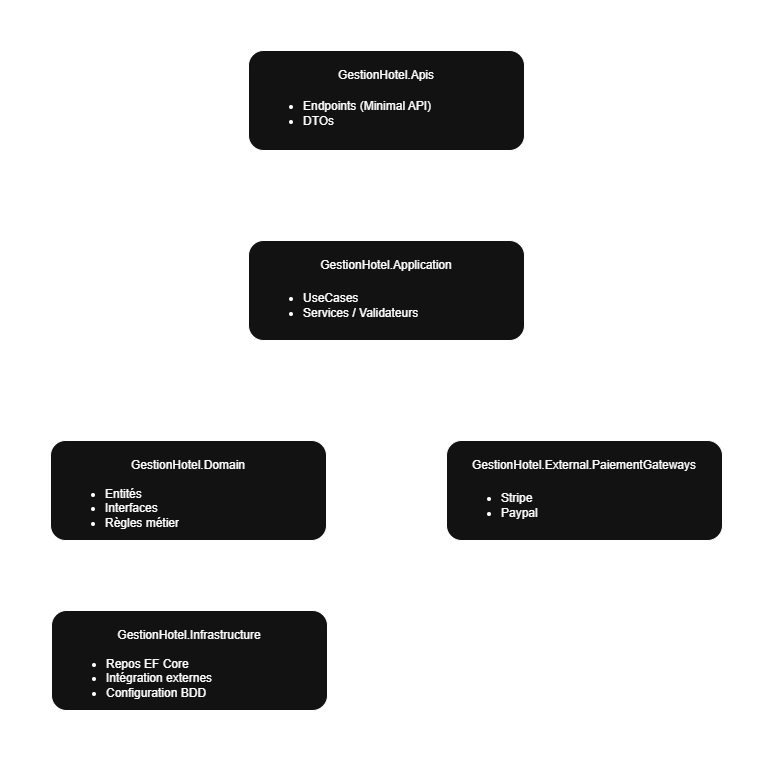 GestionHotel.Apis
• Endpoints (Minimal API)
• DTOs
GestionHotel.Application
• UseCases
• Services / Validateurs
GestionHotel.Domain
• Entités
• Interfaces
• Règles métier
GestionHotel.External.PaiementGateways
• Stripe
• Paypal
GestionHotel.Infrastructure
• Repos EF Core
• Intégration externes
• Configuration BDD